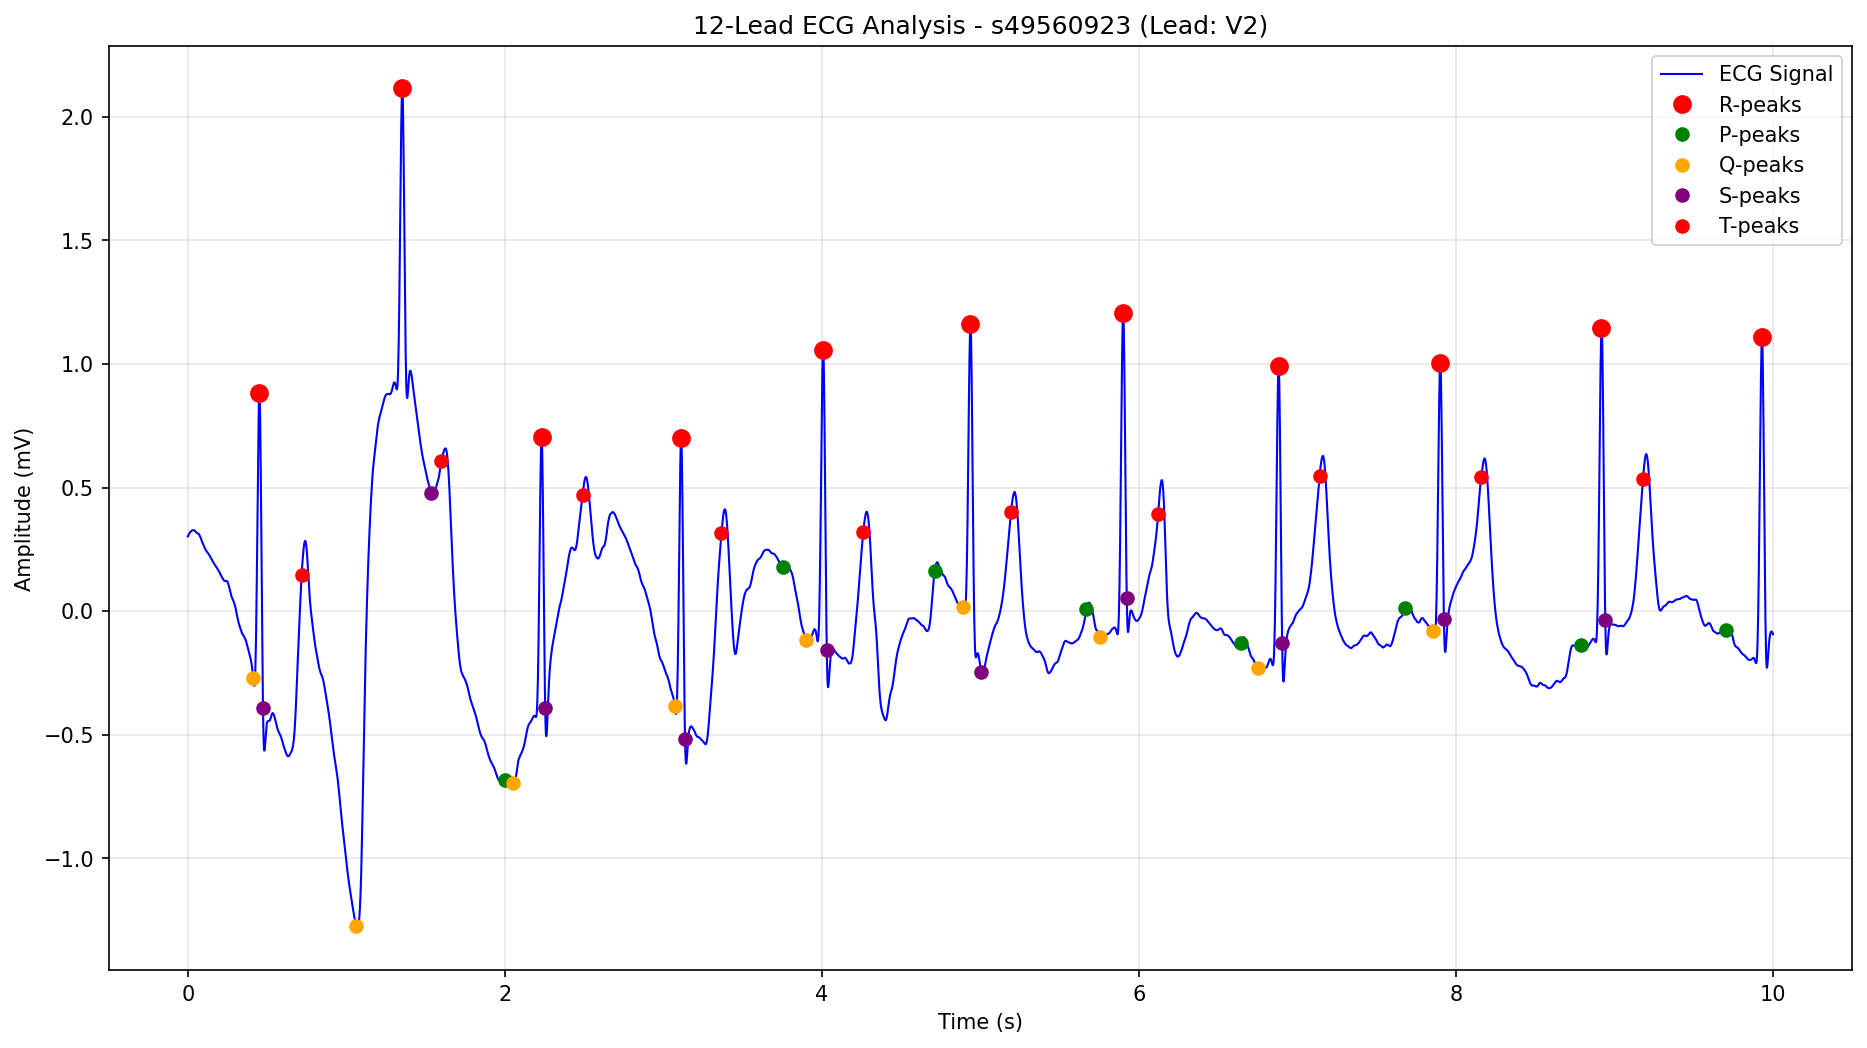 12-Lead ECG Analysis - s49560923 (Lead: V2)
ECG Signal
R-peaks
P-peaks
Q-peaks
S-peaks
T-peaks
Amplitude (mV)
2.0
1.5
1.0
0.5
0.0
−0.5
−1.0
0 2 4 6 8 10
Time (s)